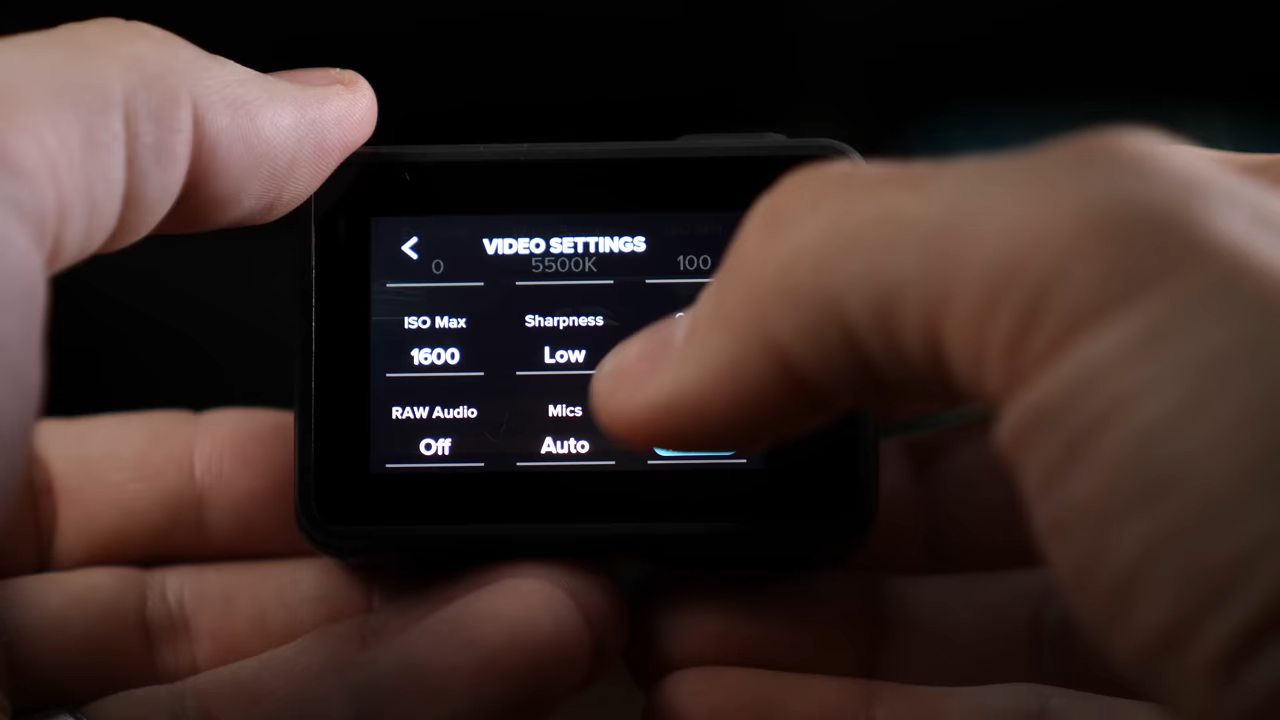 VIDEO SETTINGS
0 5500K 100
ISO Max Sharpness
1600 Low
RAW Audio Mics
Off Auto